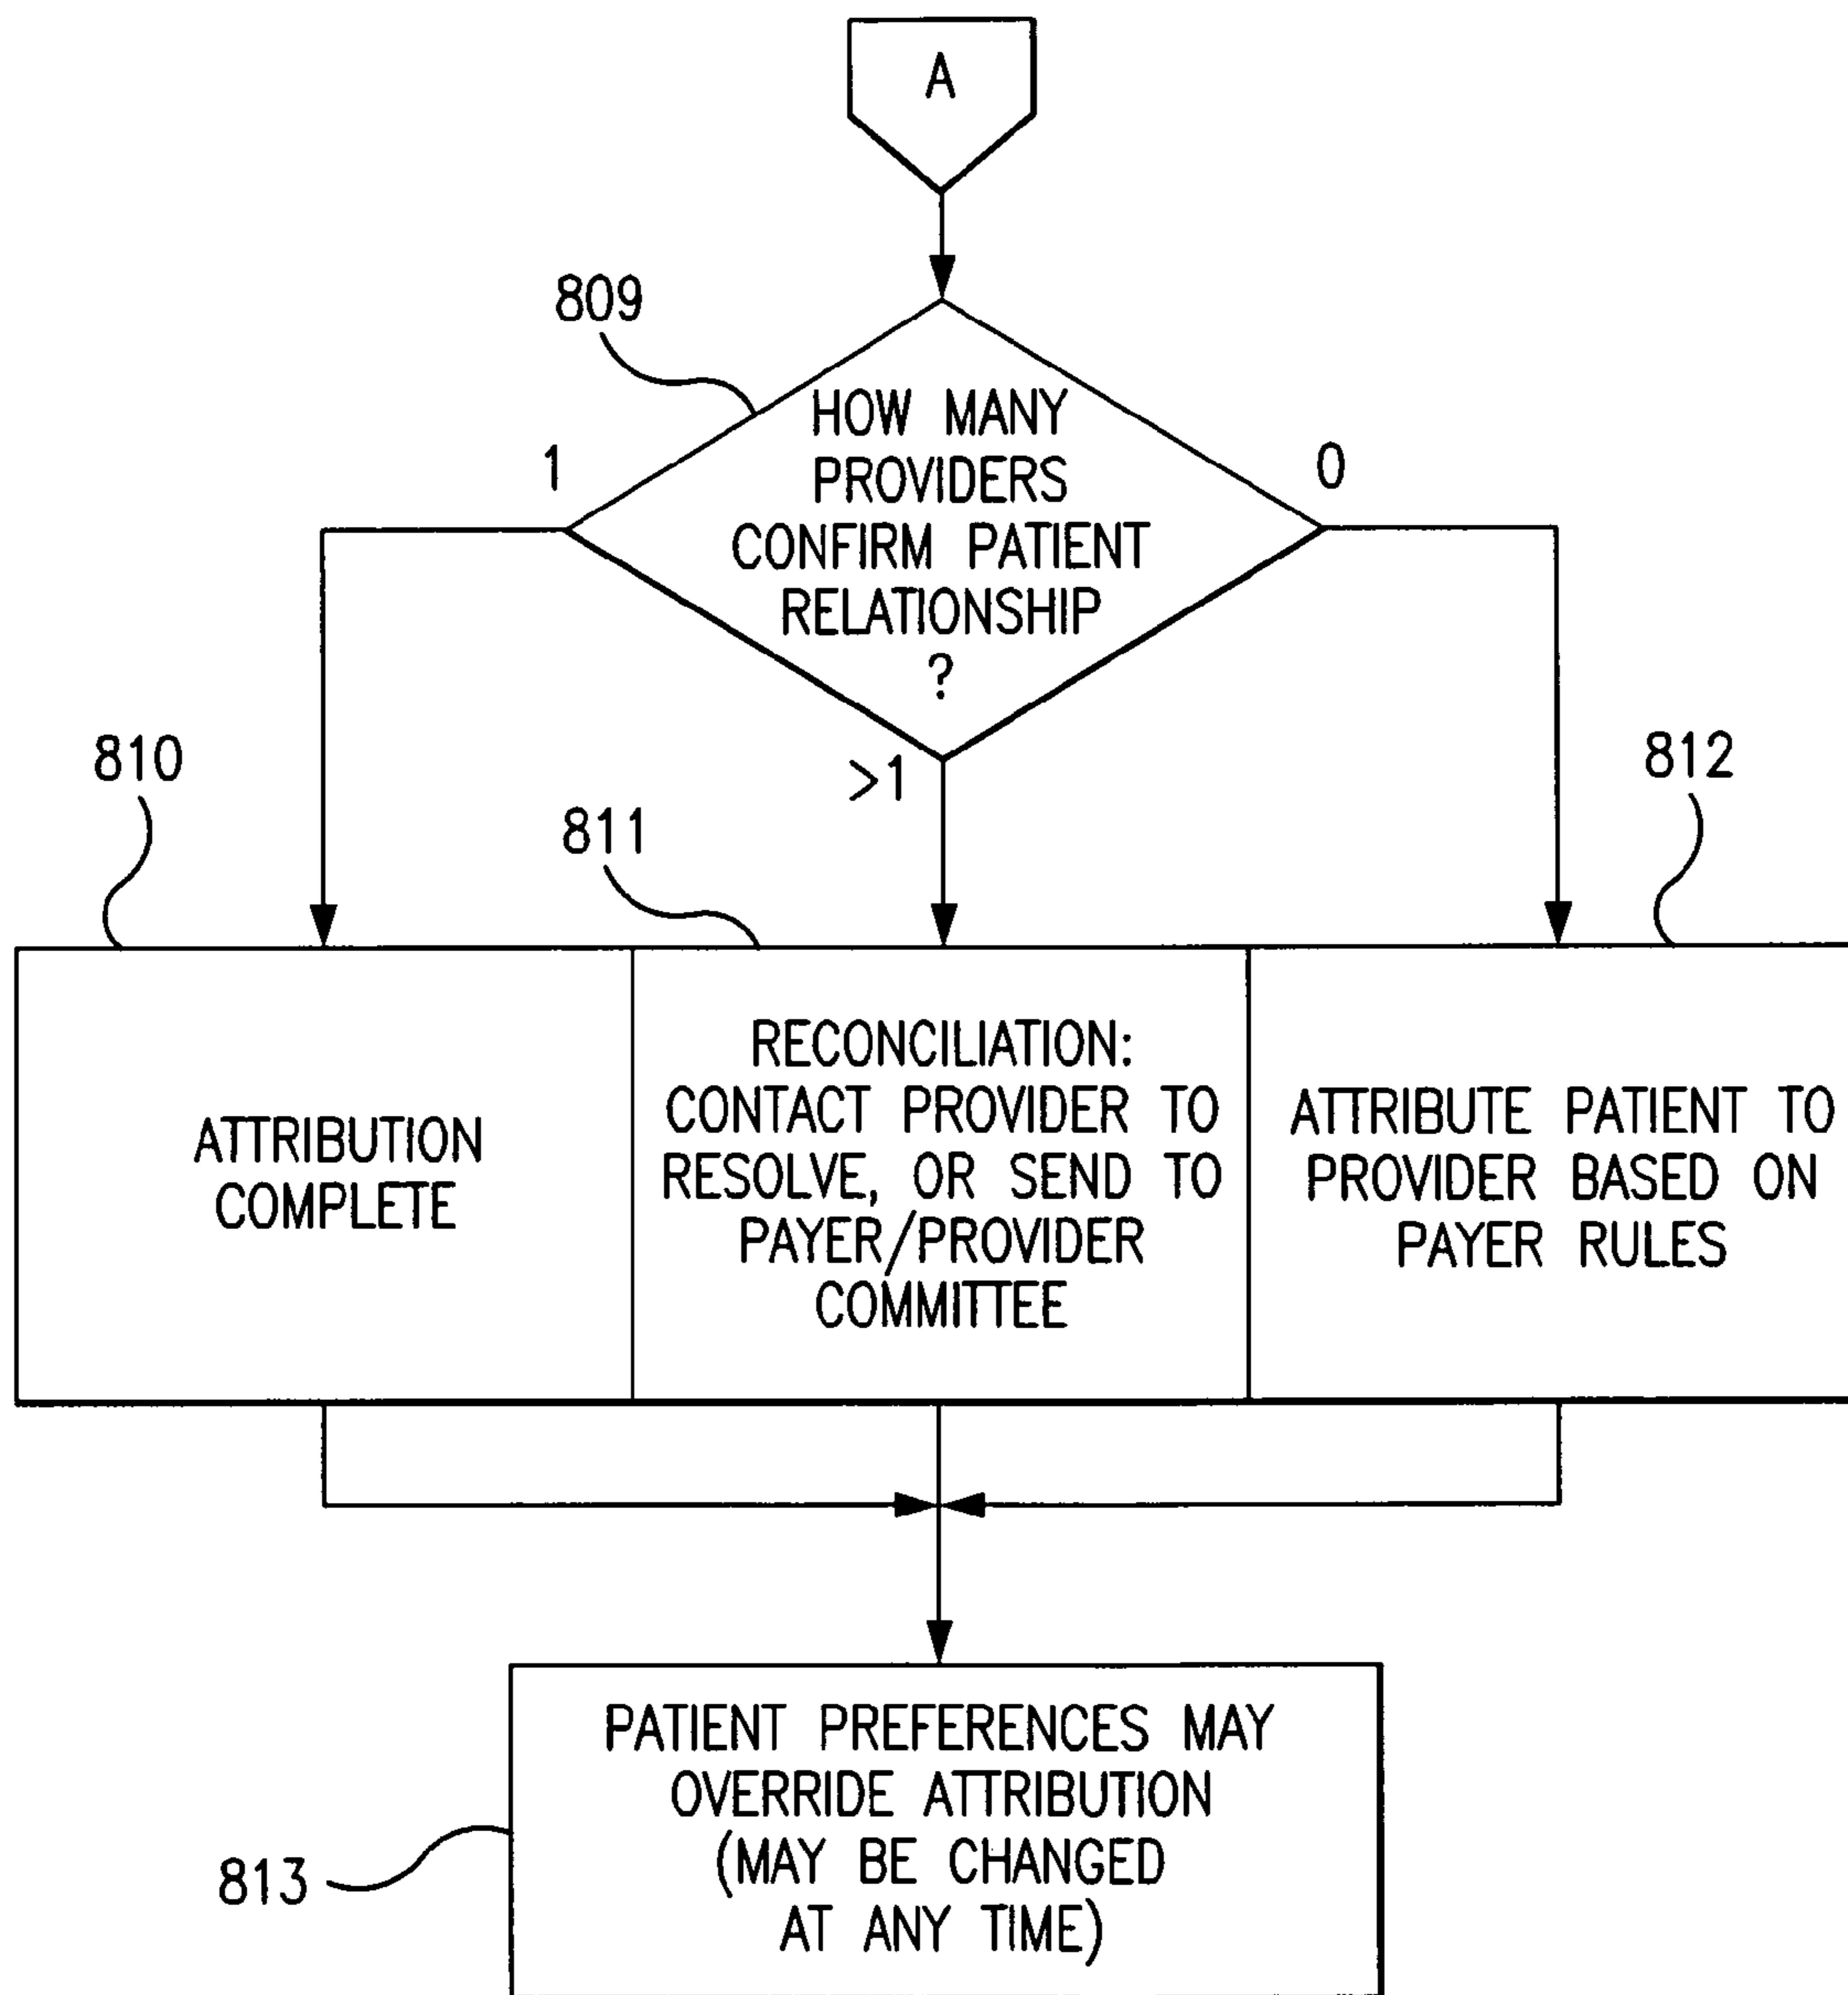 A
809
HOW MANY
PROVIDERS
CONFIRM PATIENT
RELATIONSHIP
?
1
0
>1
810
811
812
ATTRIBUTION
COMPLETE
RECONCILIATION:
CONTACT PROVIDER TO
RESOLVE, OR SEND TO
PAYER/PROVIDER
COMMITTEE
ATTRIBUTE PATIENT TO
PROVIDER BASED ON
PAYER RULES
PATIENT PREFERENCES MAY
OVERRIDE ATTRIBUTION
(MAY BE CHANGED
AT ANY TIME)
813